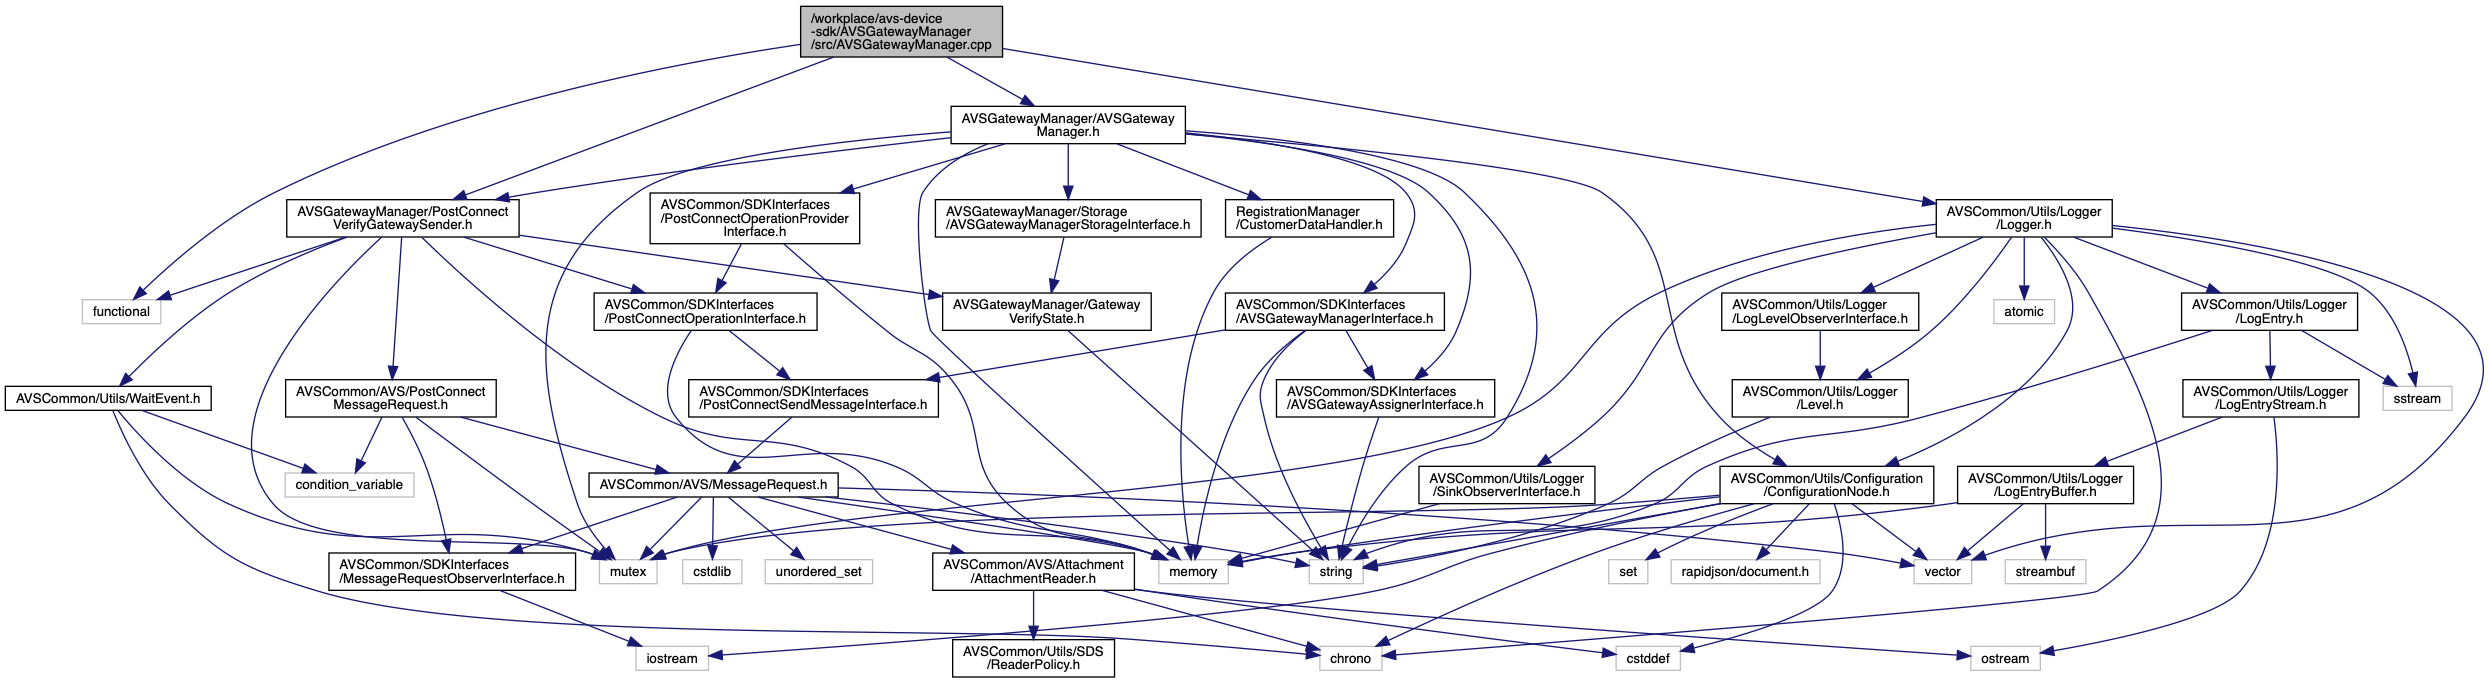 /workplace/avs-device
-sdk/AVSGatewayManager
/src/AVSGatewayManager.cpp
AVSGatewayManager/AVSGateway
Manager.h
AVSGatewayManager/PostConnect
VerifyGatewaySender.h
AVSCommon/SDKInterfaces
/PostConnectOperationProvider
Interface.h
AVSGatewayManager/Storage
/AVSGatewayManagerStorageInterface.h
RegistrationManager
/CustomerDataHandler.h
AVSCommon/Utils/Logger
/Logger.h
functional
AVSCommon/SDKInterfaces
/PostConnectOperationInterface.h
AVSGatewayManager/Gateway
VerifyState.h
AVSCommon/SDKInterfaces
/AVSGatewayManagerInterface.h
AVSCommon/Utils/Logger
/LogLevelObserverInterface.h
atomic
AVSCommon/Utils/Logger
/LogEntry.h
AVSCommon/Utils/WaitEvent.h
AVSCommon/AVS/PostConnect
MessageRequest.h
AVSCommon/SDKInterfaces
/PostConnectSendMessageInterface.h
AVSCommon/SDKInterfaces
/AVSGatewayAssignerInterface.h
AVSCommon/Utils/Logger
/Level.h
AVSCommon/Utils/Logger
/LogEntryStream.h
sstream
condition_variable
AVSCommon/AVS/MessageRequest.h
AVSCommon/Utils/Logger
/SinkObserverInterface.h
AVSCommon/Utils/Configuration
/ConfigurationNode.h
AVSCommon/Utils/Logger
/LogEntryBuffer.h
AVSCommon/SDKInterfaces
/MessageRequestObserverInterface.h
mutex
cstdlib
unordered_set
AVSCommon/AVS/Attachment
/AttachmentReader.h
memory
string
set
rapidjson/document.h
vector
streambuf
iostream
AVSCommon/Utils/SDS
/ReaderPolicy.h
chrono
cstddef
ostream